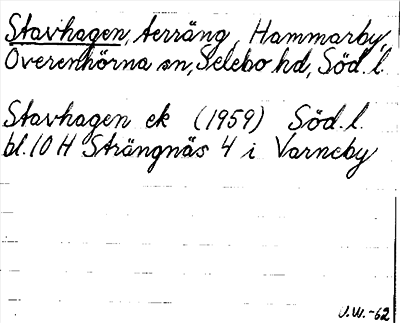 Stavhagen, terräng, Hammarby,
Överenhörna sn, Selebo hd, Söd. l.
Stavhagen ek (1959) Söd. l.
bl. 10 H Strängnäs 4 i Varneby
J.W.-62